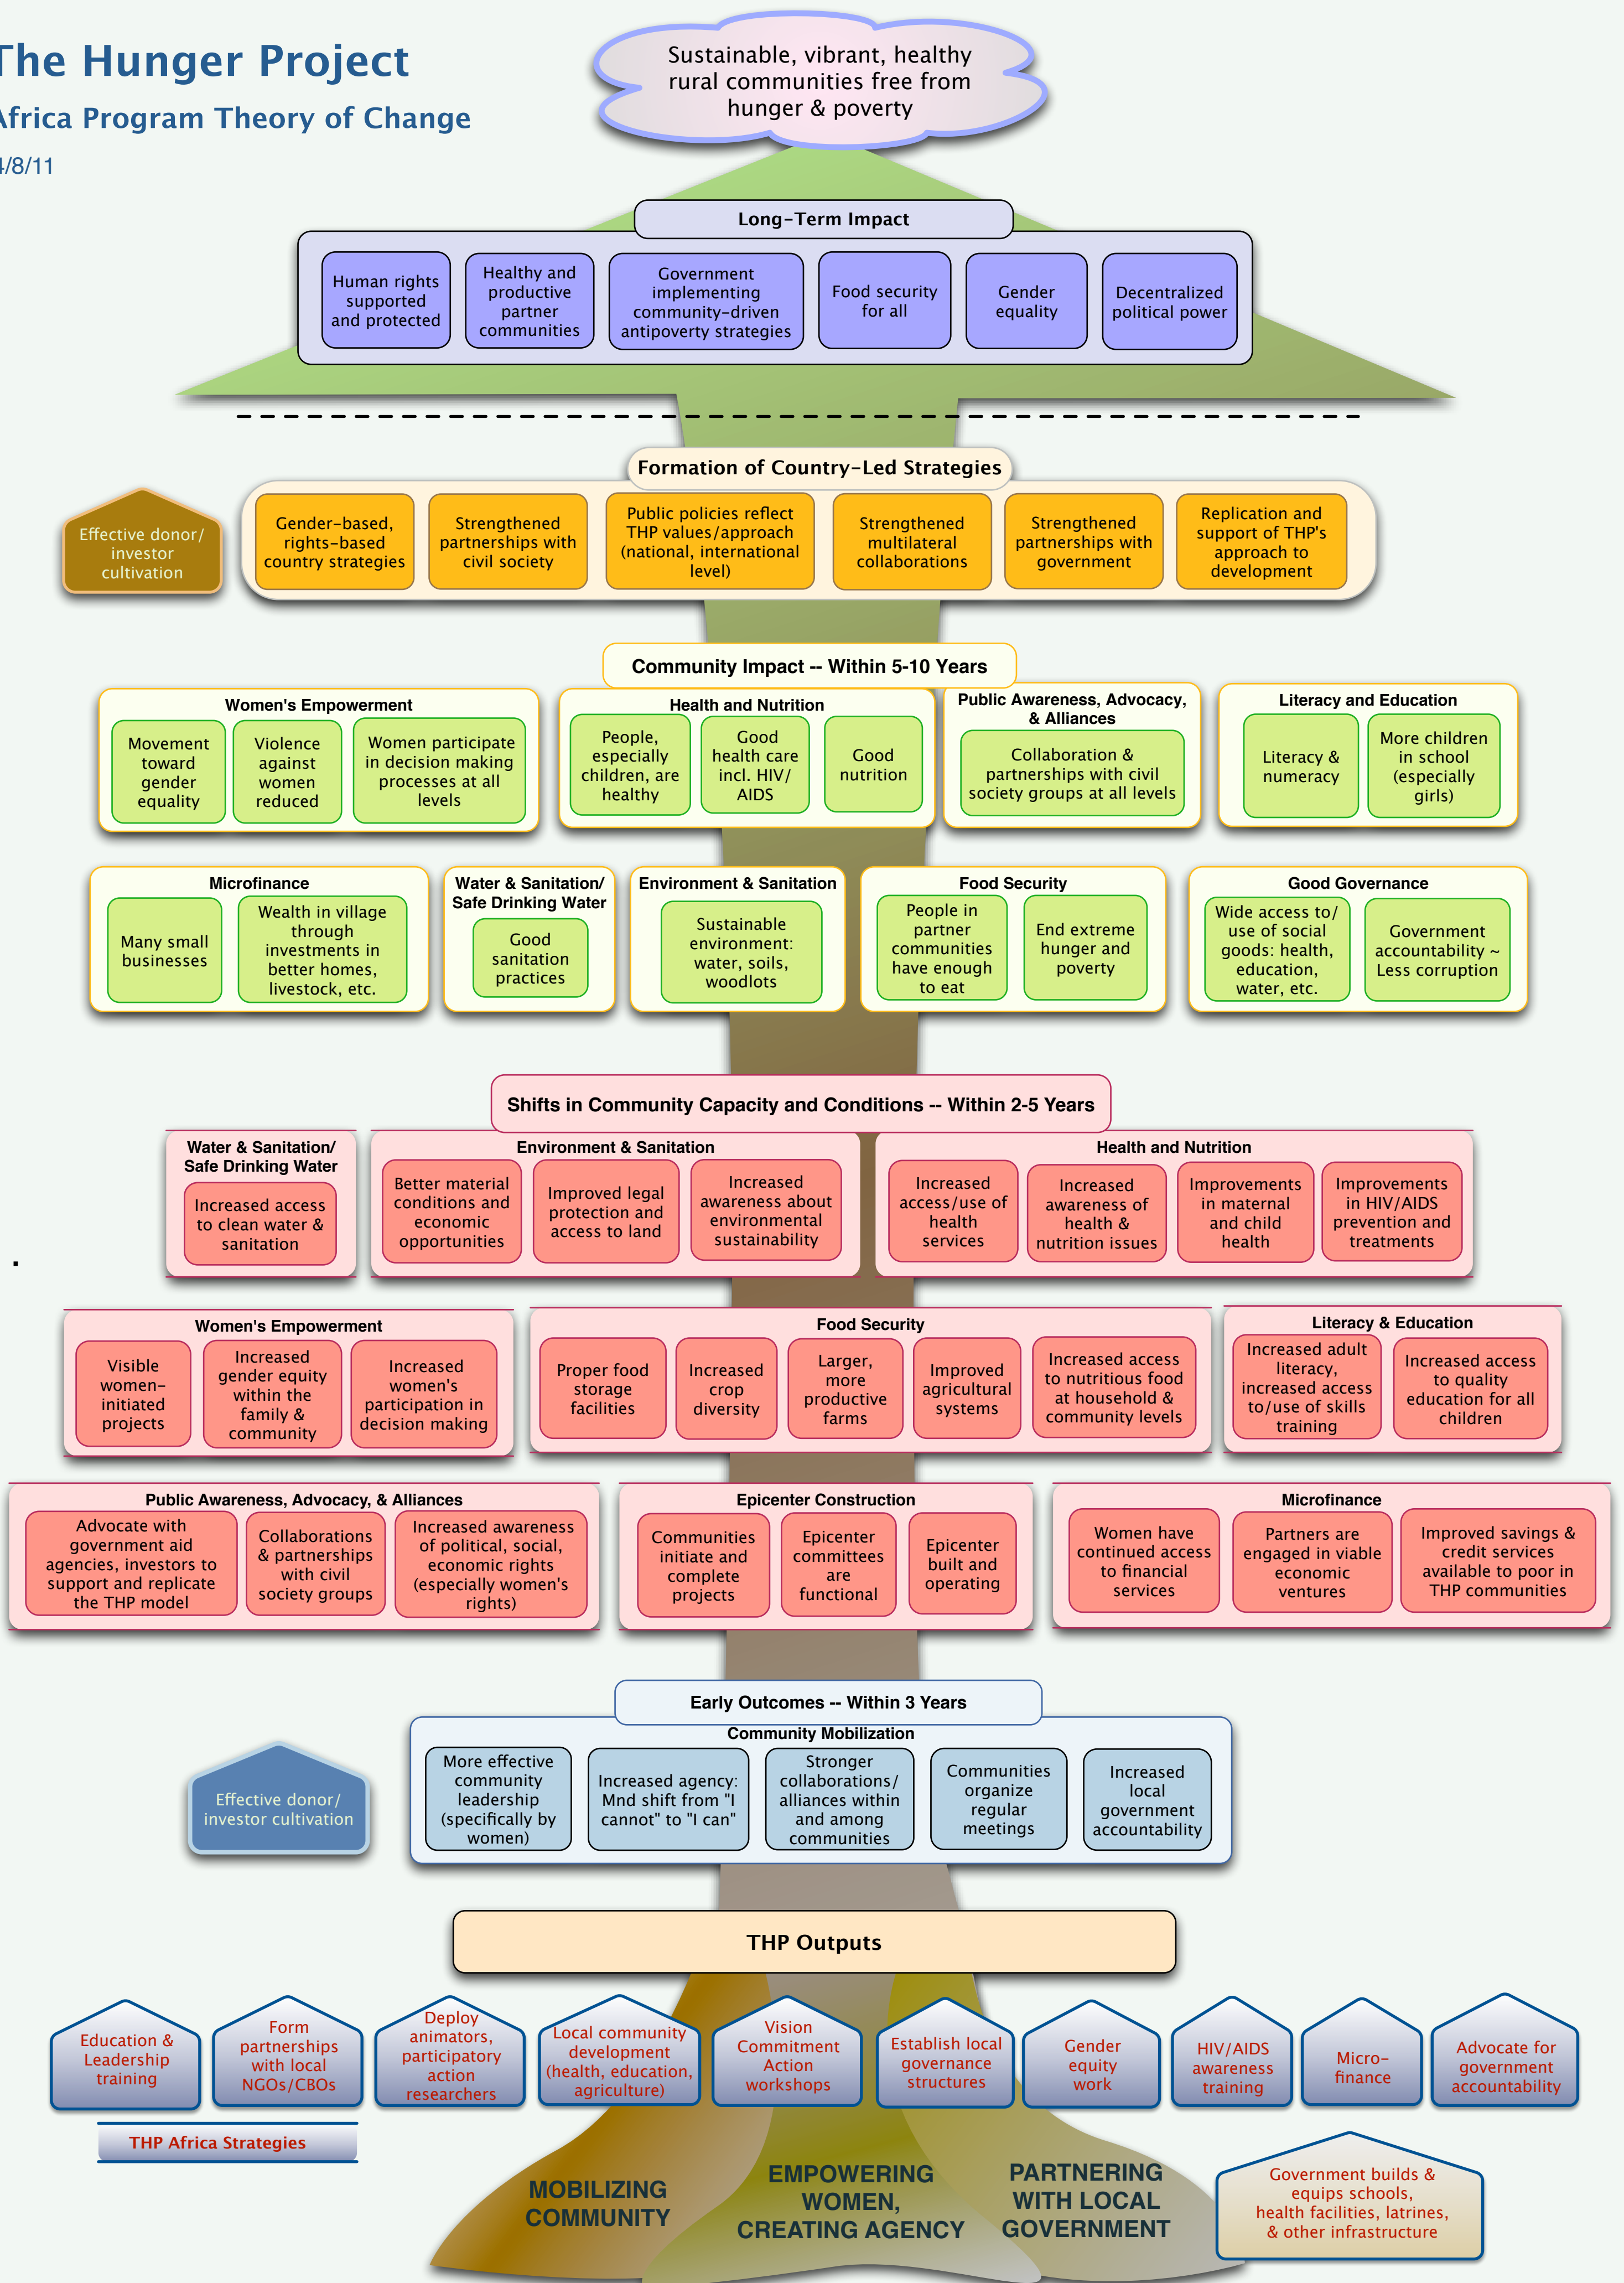 The Hunger Project
Africa Program Theory of Change
4/8/11
Sustainable, vibrant, healthy
rural communities free from
hunger & poverty
Long-Term Impact
Human rights
supported
and protected
Healthy and
productive
partner
communities
Government
implementing
community-driven
antipoverty strategies
Food security
for all
Gender
equality
Decentralized
political power
Formation of Country-Led Strategies
Effective donor/
investor
cultivation
Gender-based,
rights-based
country strategies
Strengthened
partnerships with
civil society
Public policies reflect
THP values/approach
(national, international
level)
Strengthened
multilateral
collaborations
Strengthened
partnerships with
government
Replication and
support of THP's
approach to
development
Community Impact -- Within 5-10 Years
Women's Empowerment
Movement
toward
gender
equality
Violence
against
women
reduced
Women participate
in decision making
processes at all
levels
Health and Nutrition
People,
especially
children, are
healthy
Good
health care
incl. HIV/
AIDS
Good
nutrition
Public Awareness, Advocacy,
& Alliances
Collaboration &
partnerships with civil
society groups at all levels
Literacy and Education
Literacy &
numeracy
More children
in school
(especially
girls)
Microfinance
Many small
businesses
Wealth in village
through
investments in
better homes,
livestock, etc.
Water & Sanitation/
Safe Drinking Water
Good
sanitation
practices
Environment & Sanitation
Sustainable
environment:
water, soils,
woodlots
Food Security
People in
partner
communities
have enough
to eat
End extreme
hunger and
poverty
Good Governance
Wide access to/
use of social
goods: health,
education,
water, etc.
Government
accountability ~
Less corruption
Shifts in Community Capacity and Conditions -- Within 2-5 Years
Water & Sanitation/
Safe Drinking Water
Increased access
to clean water &
sanitation
Environment & Sanitation
Better material
conditions and
economic
opportunities
Improved legal
protection and
access to land
Increased
awareness about
environmental
sustainability
Health and Nutrition
Increased
access/use of
health
services
Increased
awareness of
health &
nutrition issues
Improvements
in maternal
and child
health
Improvements
in HIV/AIDS
prevention and
treatments
.
Women's Empowerment
Visible
women-
initiated
projects
Increased
gender equity
within the
family &
community
Increased
women's
participation in
decision making
Food Security
Proper food
storage
facilities
Increased
crop
diversity
Larger,
more
productive
farms
Improved
agricultural
systems
Increased access
to nutritious food
at household &
community levels
Literacy & Education
Increased adult
literacy,
increased access
to/use of skills
training
Increased access
to quality
education for all
children
Public Awareness, Advocacy, & Alliances
Advocate with
government aid
agencies, investors to
support and replicate
the THP model
Collaborations
& partnerships
with civil
society groups
Increased awareness
of political, social,
economic rights
(especially women's
rights)
Epicenter Construction
Communities
initiate and
complete
projects
Epicenter
committees
are
functional
Epicenter
built and
operating
Microfinance
Women have
continued access
to financial
services
Partners are
engaged in viable
economic
ventures
Improved savings &
credit services
available to poor in
THP communities
Early Outcomes -- Within 3 Years
Community Mobilization
Effective donor/
investor cultivation
More effective
community
leadership
(specifically by
women)
Increased agency:
Mnd shift from "I
cannot" to "I can"
Stronger
collaborations/
alliances within
and among
communities
Communities
organize
regular
meetings
Increased
local
government
accountability
THP Outputs
Education &
Leadership
training
Form
partnerships
with local
NGOs/CBOs
Deploy
animators,
participatory
action
researchers
Local community
development
(health, education,
agriculture)
Vision
Commitment
Action
workshops
Establish local
governance
structures
Gender
equity
work
HIV/AIDS
awareness
training
Micro-
finance
Advocate for
government
accountability
THP Africa Strategies
MOBILIZING
COMMUNITY
EMPOWERING
WOMEN,
CREATING AGENCY
PARTNERING
WITH LOCAL
GOVERNMENT
Government builds &
equips schools,
health facilities, latrines,
& other infrastructure